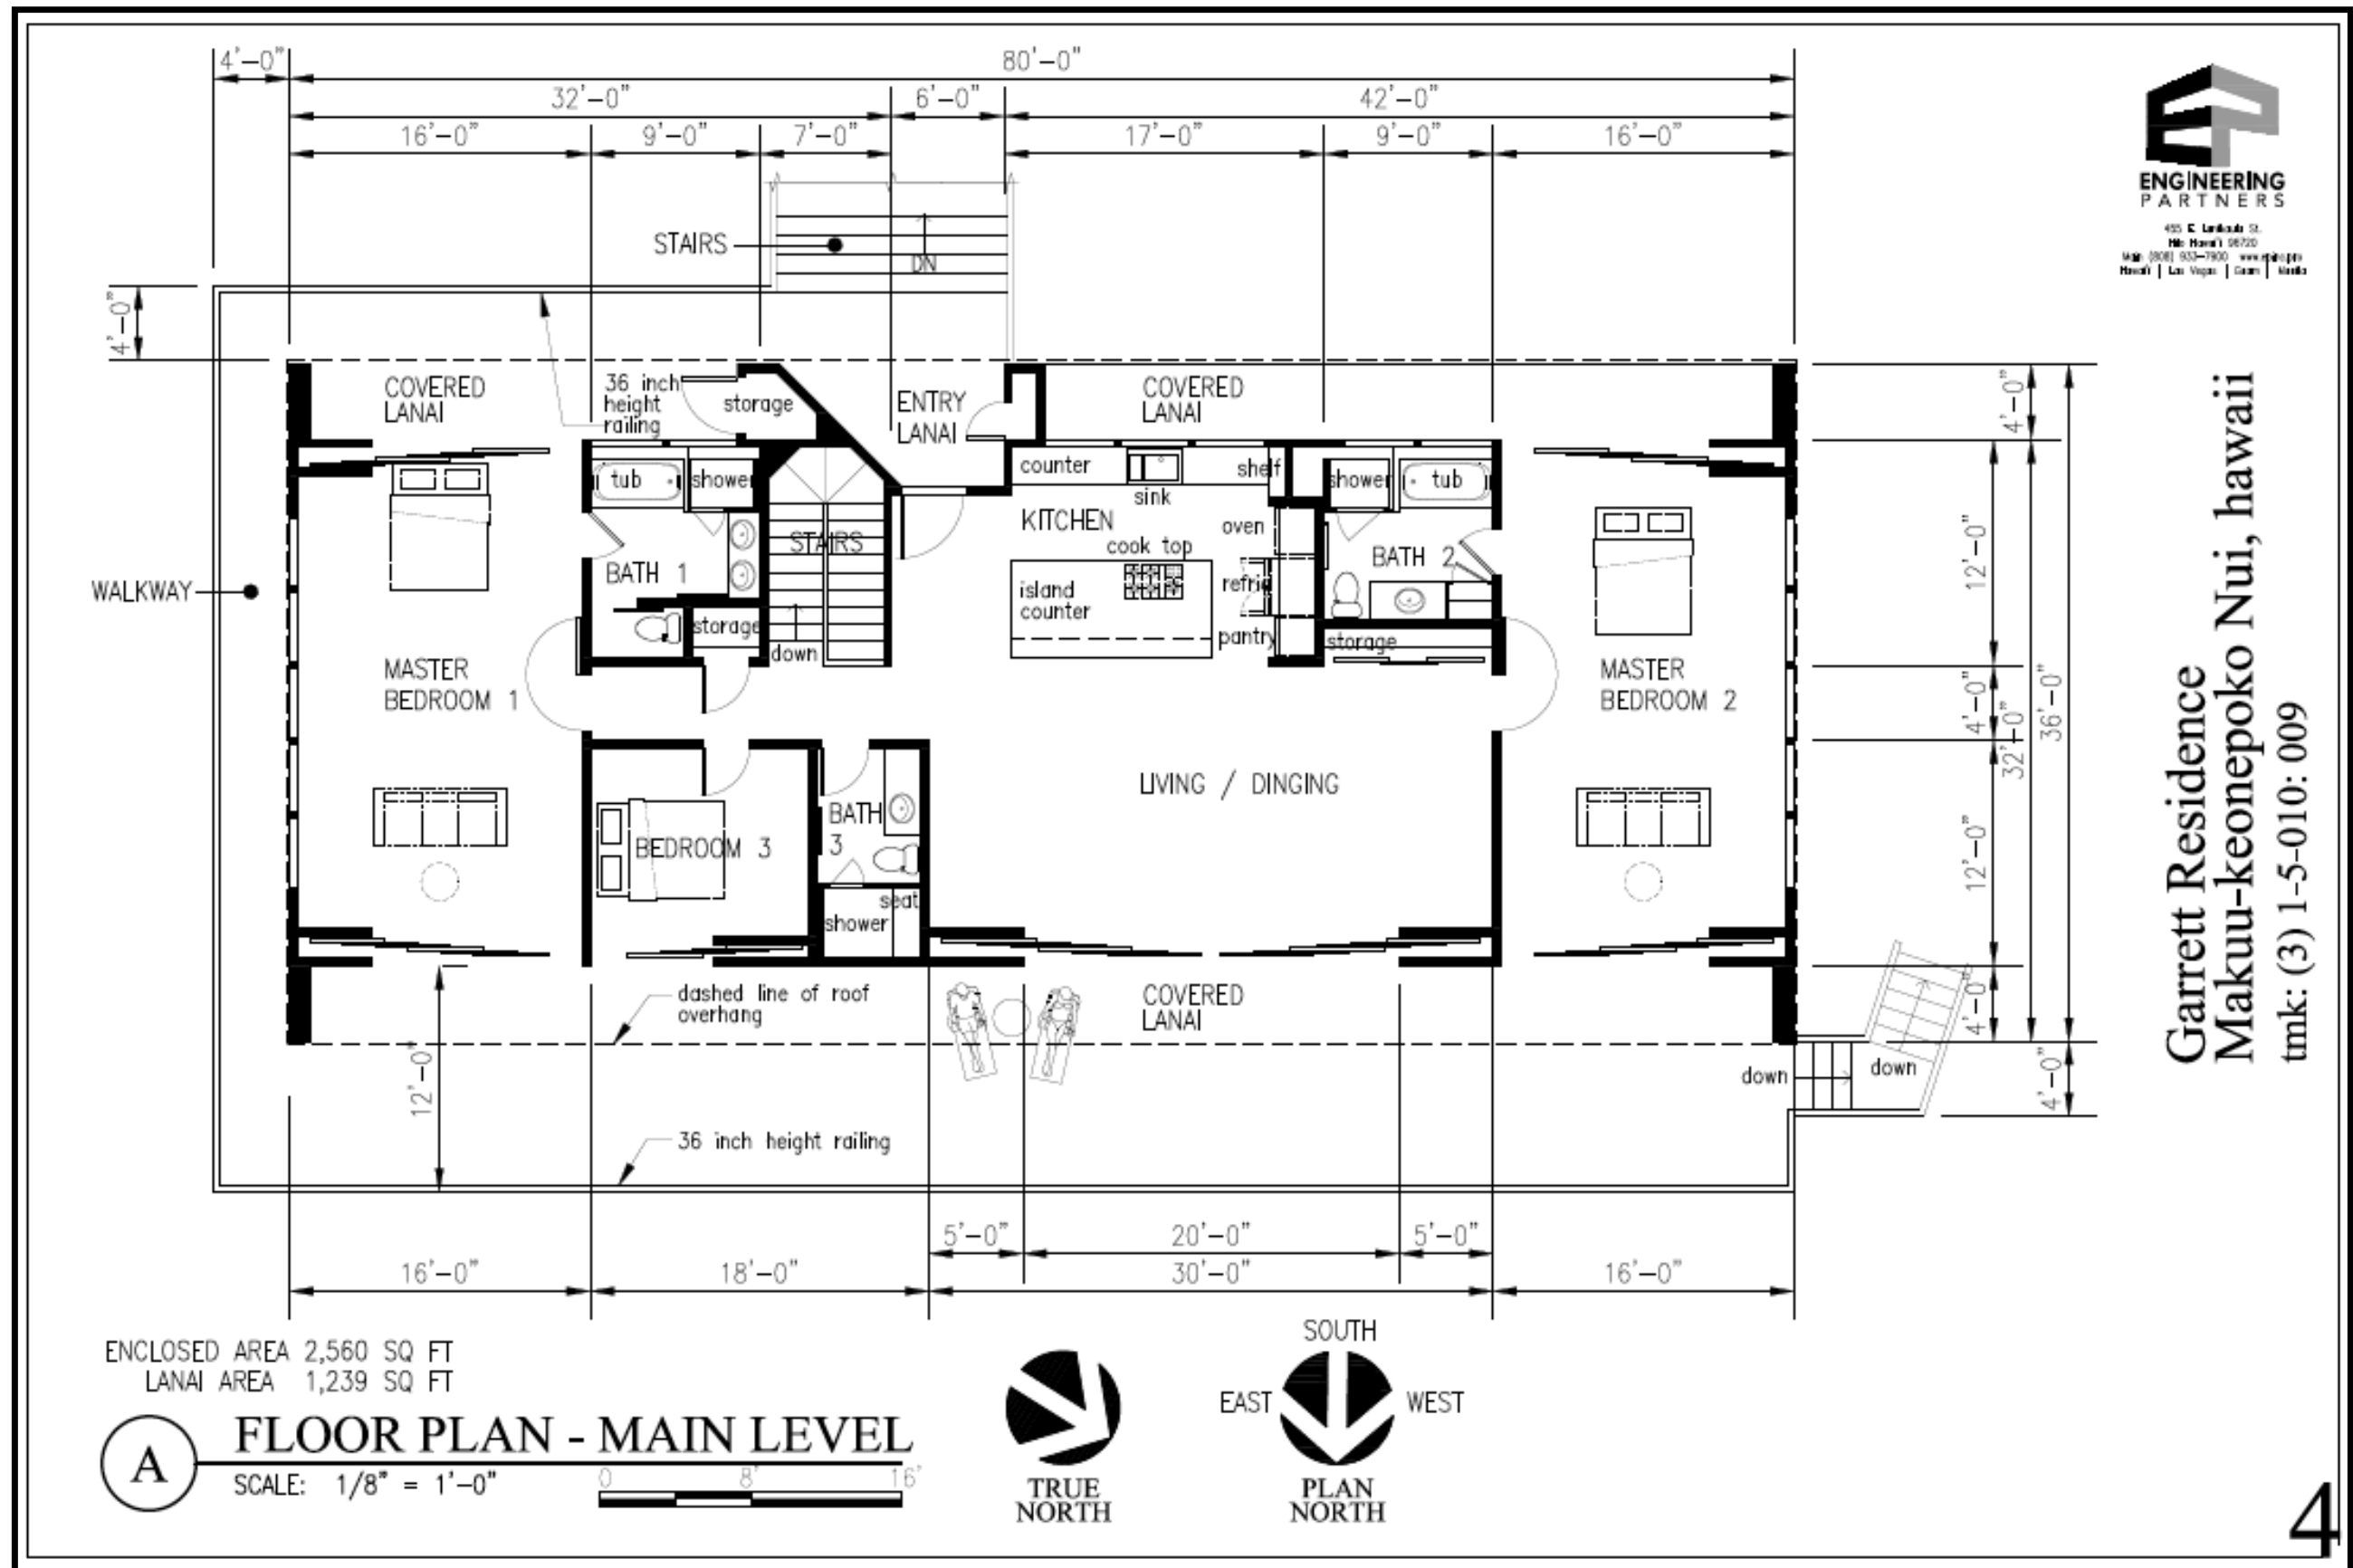 4'-0"
80'-0"
32'-0"
6'-0"
42'-0"
16'-0"
9'-0"
7'-0"
17'-0"
9'-0"
16'-0"
ENGINEERING
PARTNERS
STAIRS
DN
4'-0"
COVERED
LANAI
36 inch
height
railing
storage
ENTRY
LANAI
COVERED
LANAI
4'-0"
tub
shower
counter
sink
shelf
shower
tub
KITCHEN
oven
cook top
STAIRS
BATH 1
BATH 2
WALKWAY
island
counter
refrig
storage
down
pantry
storage
12'-0"
MASTER
BEDROOM 1
MASTER
BEDROOM 2
4'-0"
32'-0"
36'-0"
LIVING / DINGING
BATH
3
BEDROOM 3
seat
shower
12'-0"
dashed line of roof
overhang
COVERED
LANAI
4'-0"
12'-0"
down
down
4'-0"
36 inch height railing
5'-0"
20'-0"
5'-0"
16'-0"
18'-0"
30'-0"
16'-0"
Garrett Residence
Makuu-keonepoko Nui, hawaii
tmk: (3) 1-5-010: 009
ENCLOSED AREA 2,560 SQ FT
LANAI AREA 1,239 SQ FT
A
FLOOR PLAN - MAIN LEVEL
SCALE: 1/8" = 1'-0"
0 8' 16'
TRUE
NORTH
SOUTH
EAST
WEST
PLAN
NORTH
4